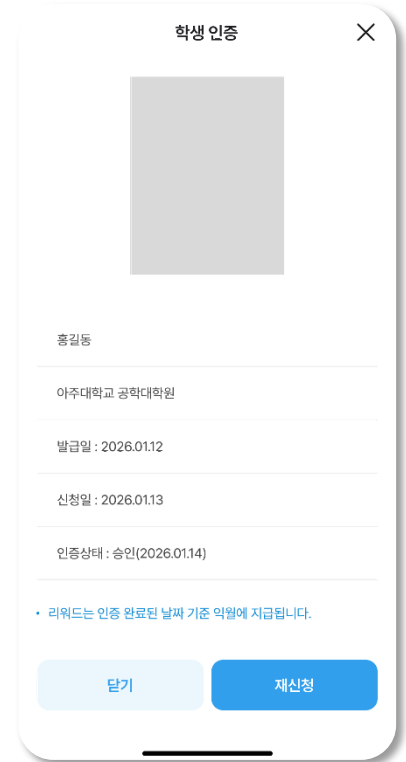 학생 인증
홍길동
아주대학교 공학대학원
발급일 : 2026.01.12
신청일 : 2026.01.13
인증상태 : 승인(2026.01.14)
• 리워드는 인증 완료된 날짜 기준 익월에 지급됩니다.
닫기
재신청